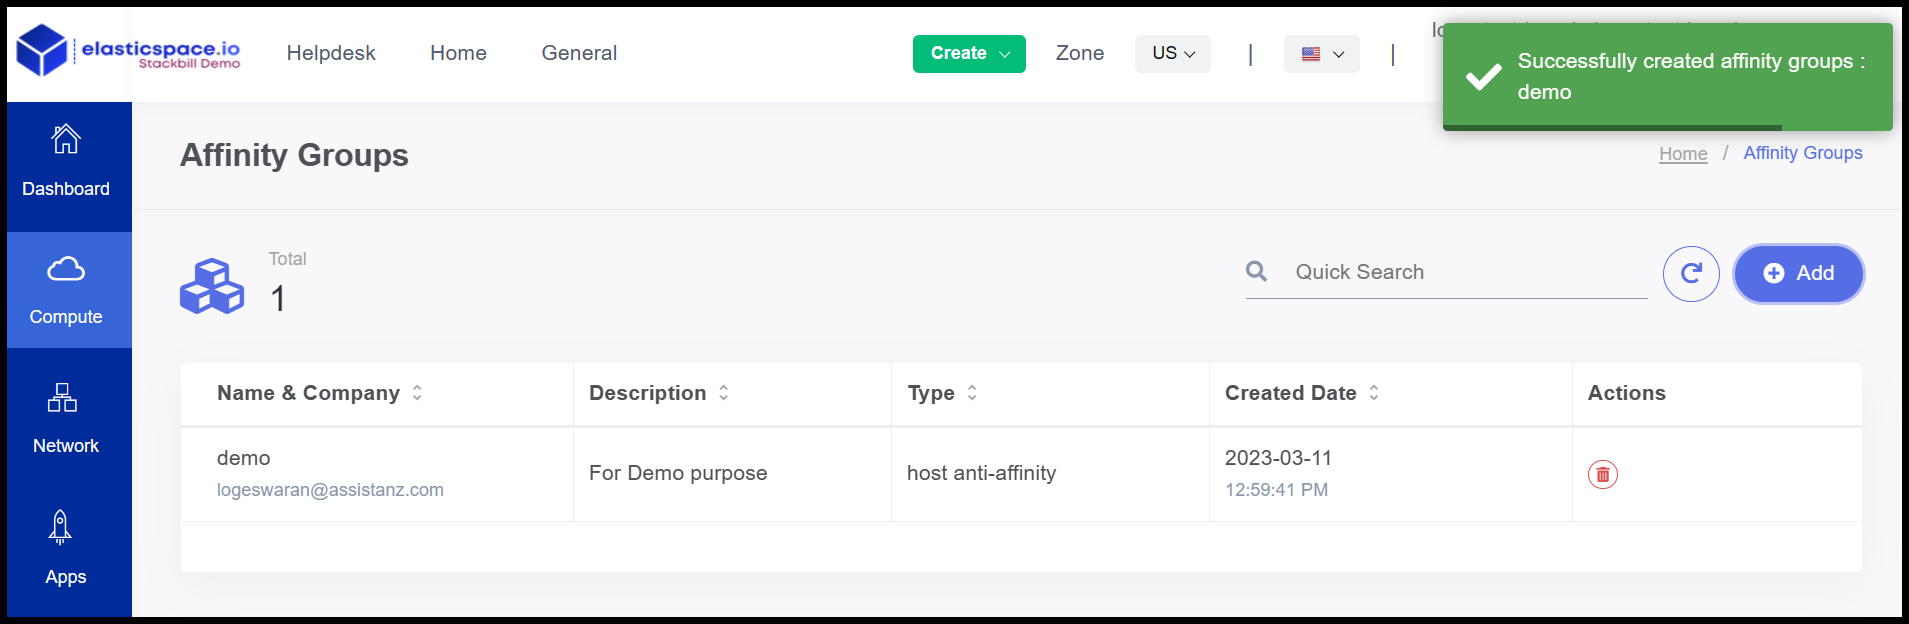 elasticspace.io
Stackbill Demo
Helpdesk
Home
General
Create
Zone
US
|
|
Successfully created affinity groups :
demo
Dashboard
Compute
Network
Apps
Affinity Groups
Home / Affinity Groups
Total
1
Quick Search
Add
Name & Company
Description
Type
Created Date
Actions
demo
logeswaran@assistanz.com
For Demo purpose
host anti-affinity
2023-03-11
12:59:41 PM